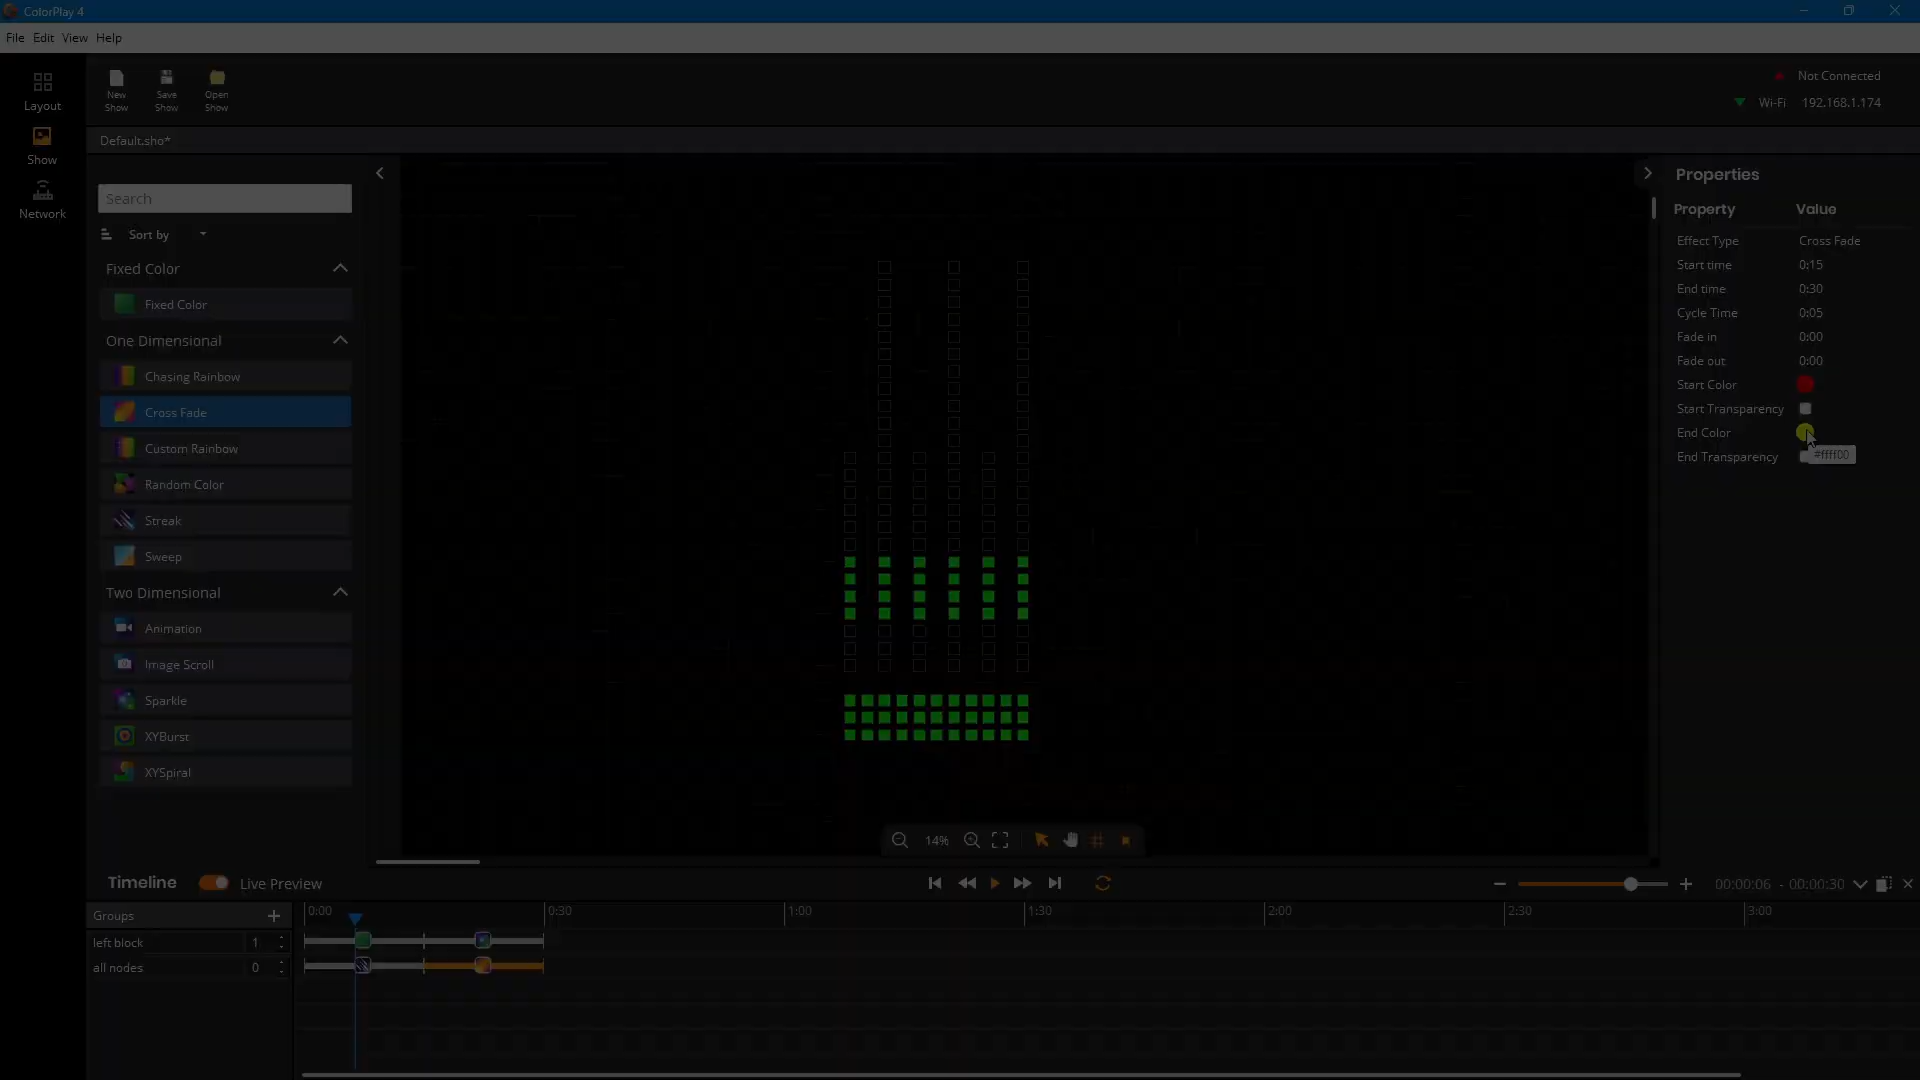 ColorPlay 4
File Edit View Help
Layout
Show
Network
New Show
Save Show
Open Show
Not Connected
Wi-Fi 192.168.1.174
Default.sho*
Search
Sort by
Fixed Color
Fixed Color
One Dimensional
Chasing Rainbow
Cross Fade
Custom Rainbow
Random Color
Streak
Sweep
Two Dimensional
Animation
Image Scroll
Sparkle
XYBurst
XYSpiral
14%
Properties
Property Value
Effect Type Cross Fade
Start time 0:15
End time 0:30
Cycle Time 0:05
Fade in 0:00
Fade out 0:00
Start Color
Start Transparency
End Color
#ffff00
End Transparency
Timeline Live Preview
00:00:06 - 00:00:30
Groups
0:00 0:30 1:00 1:30 2:00 2:30 3:00
left block 1
all nodes 0